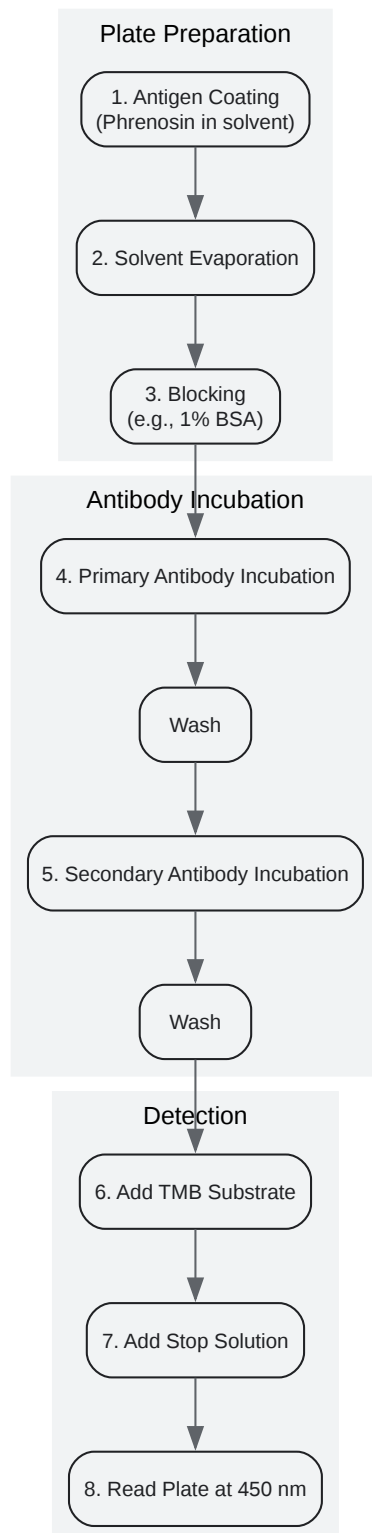 Plate Preparation
1. Antigen Coating
(Phrenosin in solvent)
2. Solvent Evaporation
3. Blocking
(e.g., 1% BSA)
Antibody Incubation
4. Primary Antibody Incubation
Wash
5. Secondary Antibody Incubation
Wash
Detection
6. Add TMB Substrate
7. Add Stop Solution
8. Read Plate at 450 nm